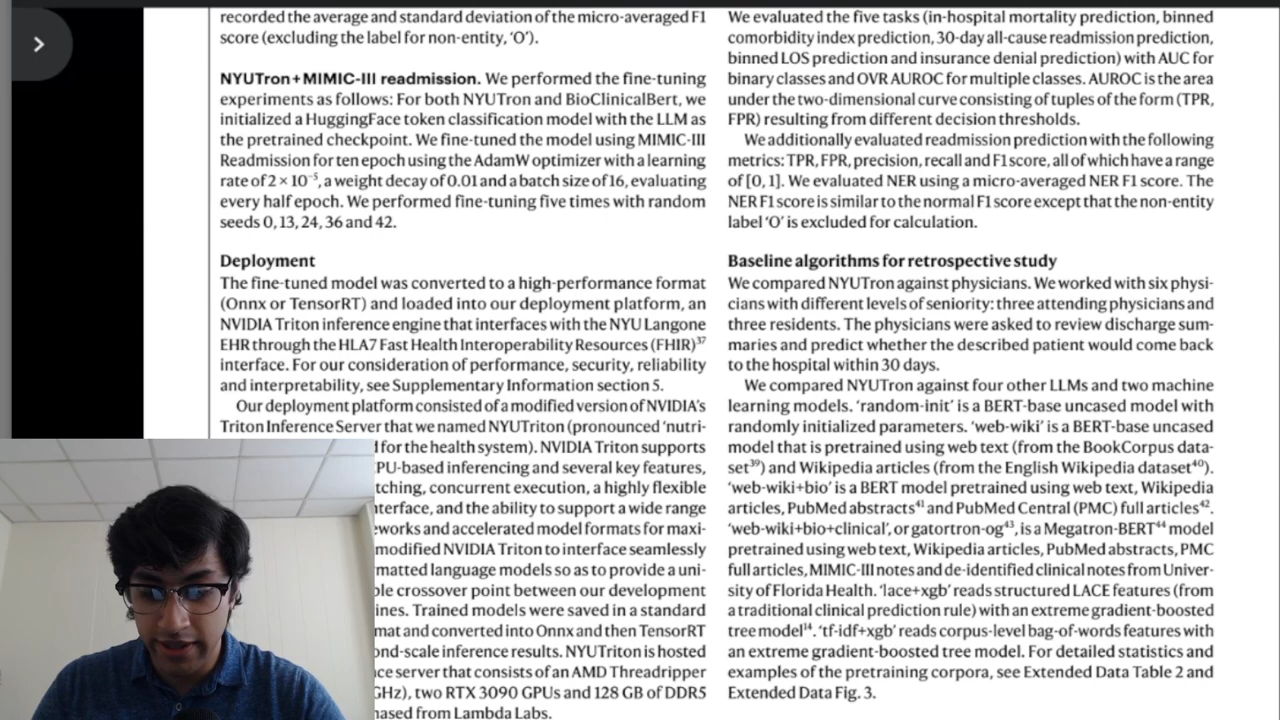 recorded the average and standard deviation of the micro-averaged F1
score (excluding the label for non-entity, ‘O’).
NYUTron+MIMIC-III readmission. We performed the fine-tuning
experiments as follows: For both NYUTron and BioClinicalBert, we
initialized a HuggingFace token classification model with the LLM as
the pretrained checkpoint. We fine-tuned the model using MIMIC-III
Readmission for ten epoch using the AdamW optimizer with a learning
rate of 2 × 10⁻⁵, a weight decay of 0.01 and a batch size of 16, evaluating
every half epoch. We performed fine-tuning five times with random
seeds 0, 13, 24, 36 and 42.
Deployment
The fine-tuned model was converted to a high-performance format
(Onnx or TensorRT) and loaded into our deployment platform, an
NVIDIA Triton inference engine that interfaces with the NYU Langone
EHR through the HLA7 Fast Health Interoperability Resources (FHIR)³⁷
interface. For our consideration of performance, security, reliability
and interpretability, see Supplementary Information section 5.
Our deployment platform consisted of a modified version of NVIDIA’s
Triton Inference Server that we named NYUTriton (pronounced ‘nutri-
for the health system). NVIDIA Triton supports
PU-based inferencing and several key features,
tching, concurrent execution, a highly flexible
terface, and the ability to support a wide range
works and accelerated model formats for maxi-
modified NVIDIA Triton to interface seamlessly
matted language models so as to provide a uni-
ple crossover point between our development
ines. Trained models were saved in a standard
mat and converted into Onnx and then TensorRT
ond-scale inference results. NYUTriton is hosted
ce server that consists of an AMD Threadripper
GHz), two RTX 3090 GPUs and 128 GB of DDR5
hased from Lambda Labs.
We evaluated the five tasks (in-hospital mortality prediction, binned
comorbidity index prediction, 30-day all-cause readmission prediction,
binned LOS prediction and insurance denial prediction) with AUC for
binary classes and OVR AUROC for multiple classes. AUROC is the area
under the two-dimensional curve consisting of tuples of the form (TPR,
FPR) resulting from different decision thresholds.
We additionally evaluated readmission prediction with the following
metrics: TPR, FPR, precision, recall and F1 score, all of which have a range
of [0, 1]. We evaluated NER using a micro-averaged NER F1 score. The
NER F1 score is similar to the normal F1 score except that the non-entity
label ‘O’ is excluded for calculation.
Baseline algorithms for retrospective study
We compared NYUTron against physicians. We worked with six physi-
cians with different levels of seniority: three attending physicians and
three residents. The physicians were asked to review discharge sum-
maries and predict whether the described patient would come back
to the hospital within 30 days.
We compared NYUTron against four other LLMs and two machine
learning models. ‘random-init’ is a BERT-base uncased model with
randomly initialized parameters. ‘web-wiki’ is a BERT-base uncased
model that is pretrained using web text (from the BookCorpus data-
set³⁹) and Wikipedia articles (from the English Wikipedia dataset⁴⁰).
‘web-wiki+bio’ is a BERT model pretrained using web text, Wikipedia
articles, PubMed abstracts⁴¹ and PubMed Central (PMC) full articles⁴².
‘web-wiki+bio+clinical’, or gatortron-og⁴³, is a Megatron-BERT⁴⁴ model
pretrained using web text, Wikipedia articles, PubMed abstracts, PMC
full articles, MIMIC-III notes and de-identified clinical notes from Univer-
sity of Florida Health. ‘lace+xgb’ reads structured LACE features (from
a traditional clinical prediction rule) with an extreme gradient-boosted
tree model¹⁴. ‘tf-idf+xgb’ reads corpus-level bag-of-words features with
an extreme gradient-boosted tree model. For detailed statistics and
examples of the pretraining corpora, see Extended Data Table 2 and
Extended Data Fig. 3.